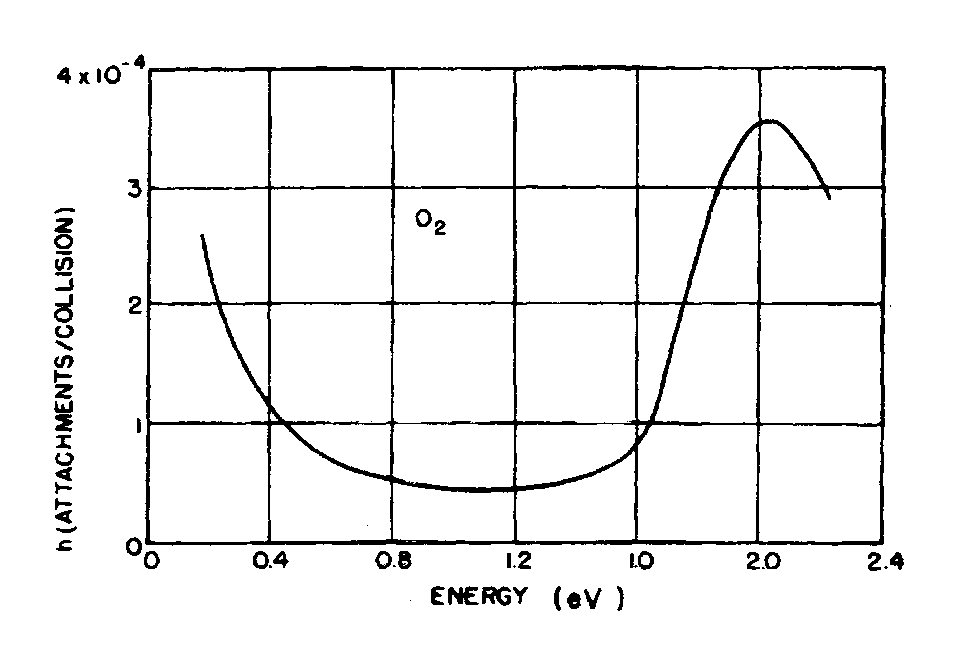 4 x 10⁻⁴
3
O₂
2
1
0
h (ATTACHMENTS/COLLISION)
0 0.4 0.8 1.2 1.0 2.0 2.4
ENERGY (eV)